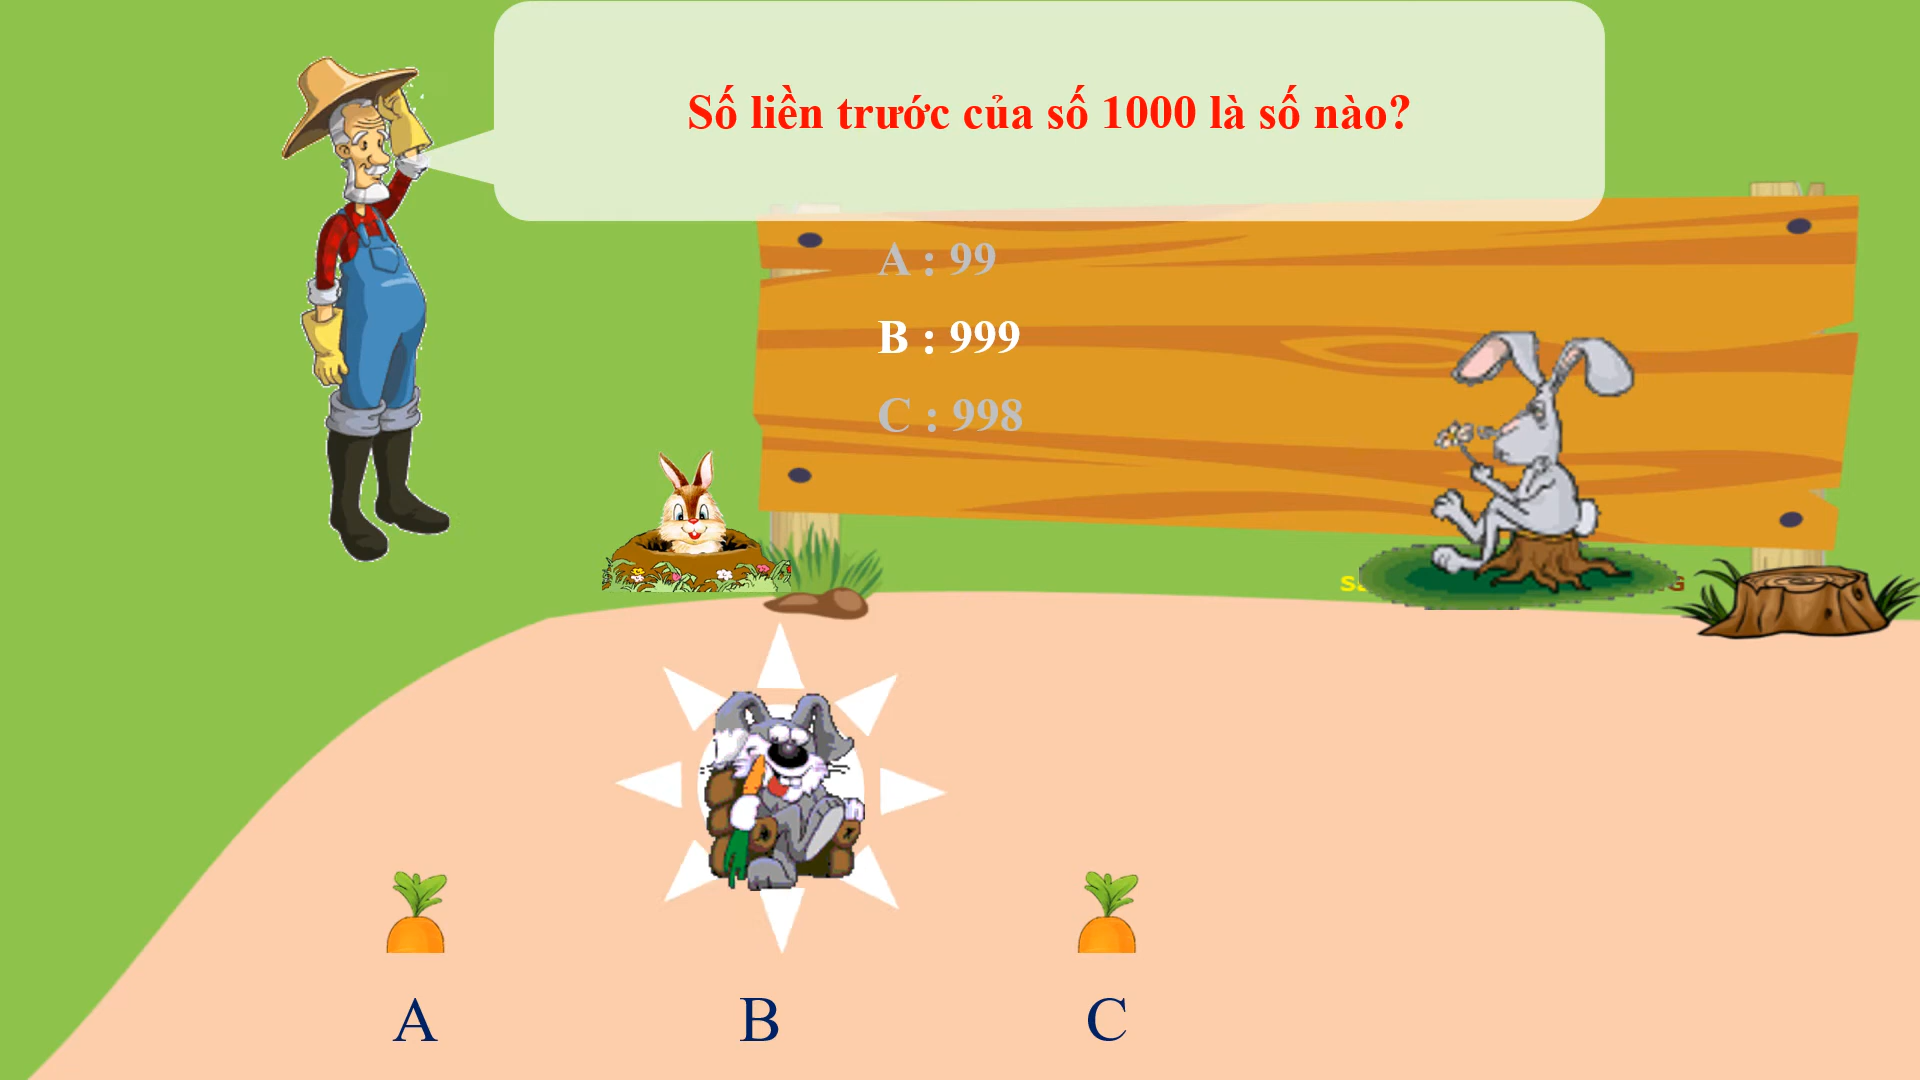 Số liền trước của số 1000 là số nào?
A : 99
B : 999
C : 998
A
B
C